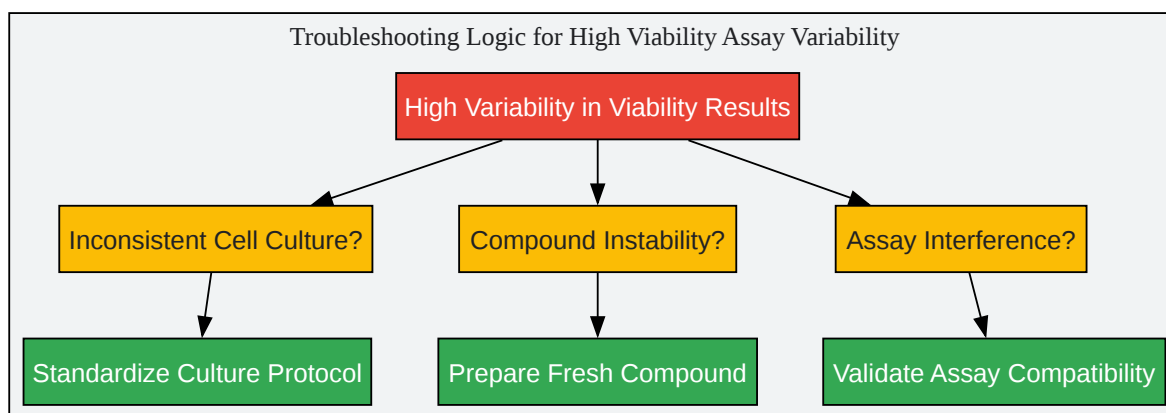 Troubleshooting Logic for High Viability Assay Variability
High Variability in Viability Results
Inconsistent Cell Culture?
Compound Instability?
Assay Interference?
Standardize Culture Protocol
Prepare Fresh Compound
Validate Assay Compatibility